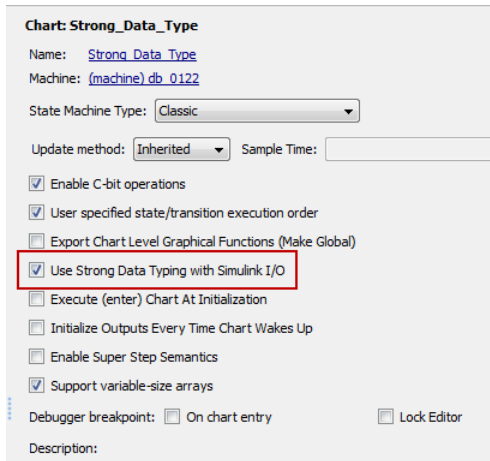 Chart: Strong_Data_Type
Name: Strong_Data_Type
Machine: (machine) db_0122
State Machine Type: Classic
Update method: Inherited Sample Time:
Enable C-bit operations
User specified state/transition execution order
Export Chart Level Graphical Functions (Make Global)
Use Strong Data Typing with Simulink I/O
Execute (enter) Chart At Initialization
Initialize Outputs Every Time Chart Wakes Up
Enable Super Step Semantics
Support variable-size arrays
Debugger breakpoint: On chart entry Lock Editor
Description: